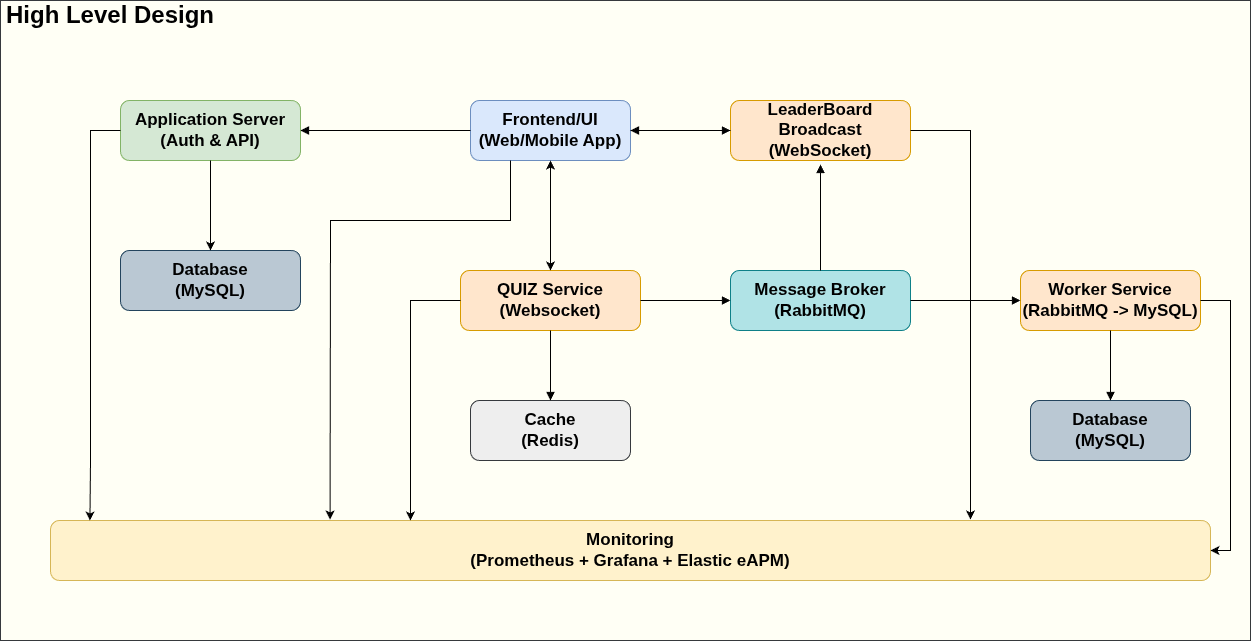 High Level Design
Application Server
(Auth & API)
Frontend/UI
(Web/Mobile App)
LeaderBoard
Broadcast
(WebSocket)
Database
(MySQL)
QUIZ Service
(Websocket)
Message Broker
(RabbitMQ)
Worker Service
(RabbitMQ -> MySQL)
Cache
(Redis)
Database
(MySQL)
Monitoring
(Prometheus + Grafana + Elastic eAPM)